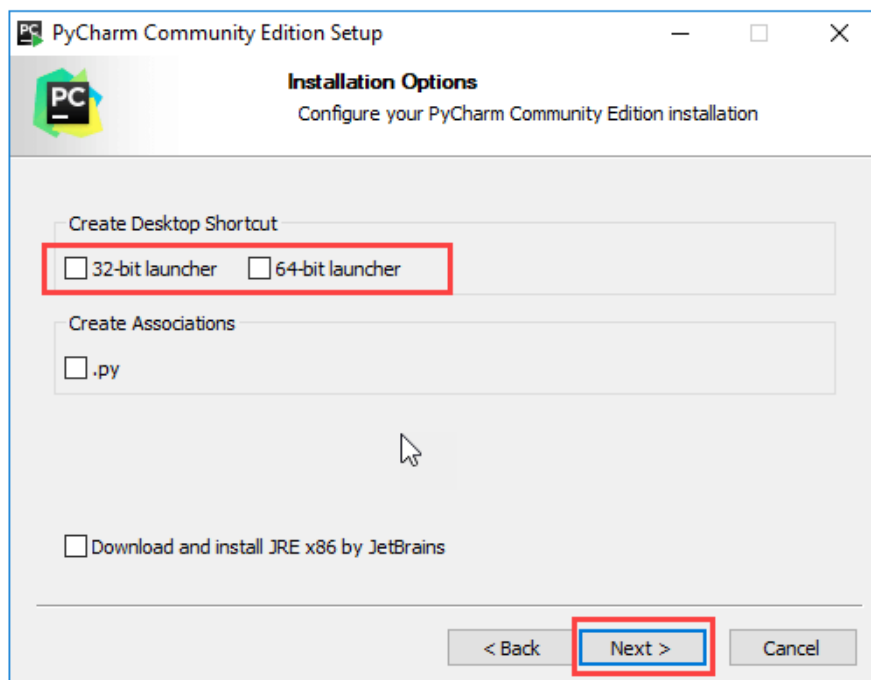 PC PyCharm Community Edition Setup
PC
Installation Options
Configure your PyCharm Community Edition installation
Create Desktop Shortcut
32-bit launcher 64-bit launcher
Create Associations
.py
Download and install JRE x86 by JetBrains
< Back Next > Cancel